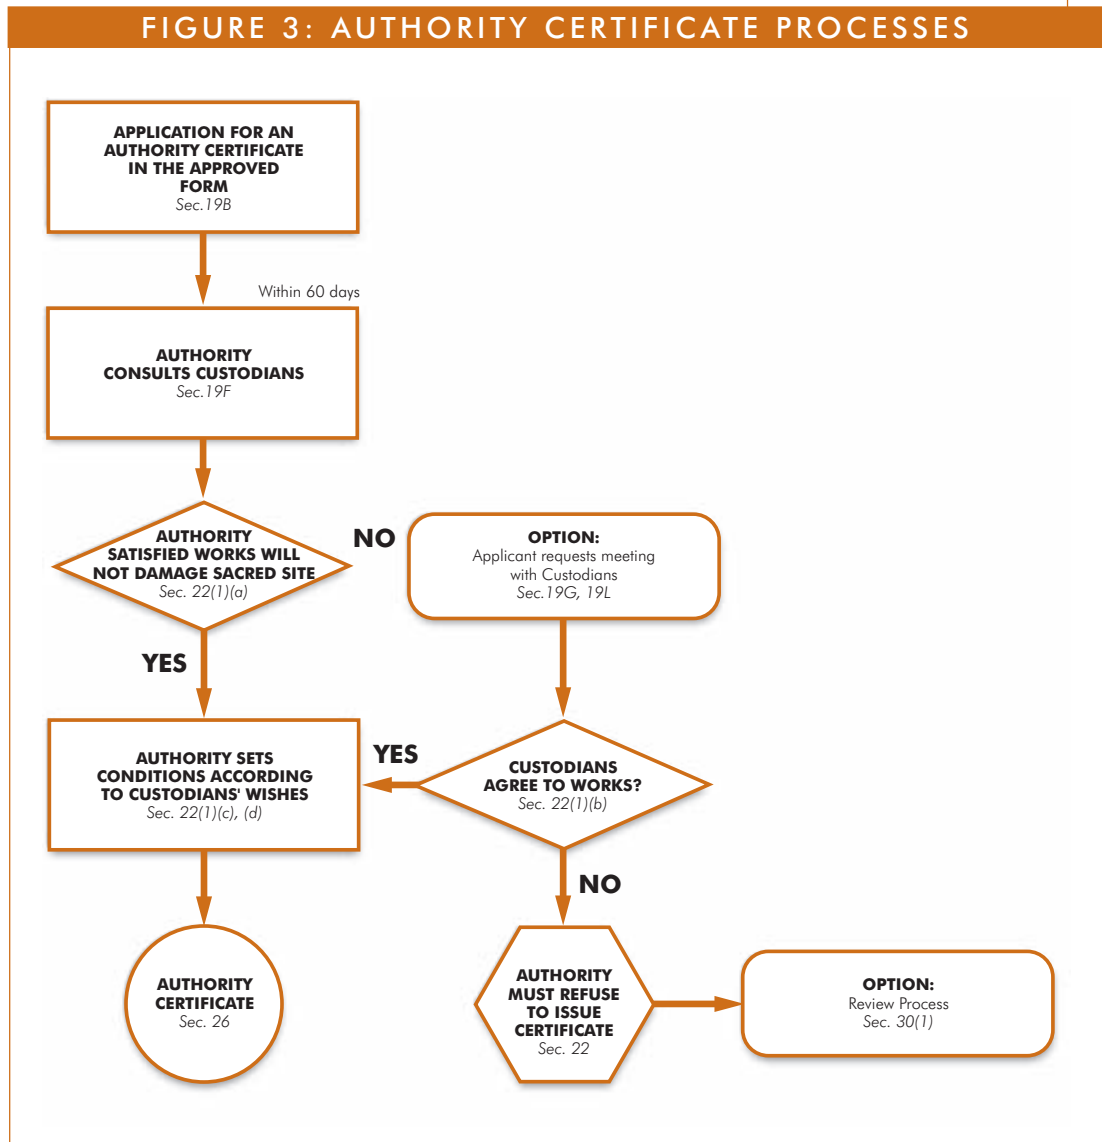 FIGURE 3: AUTHORITY CERTIFICATE PROCESSES
APPLICATION FOR AN
AUTHORITY CERTIFICATE
IN THE APPROVED
FORM
Sec.19B
Within 60 days
AUTHORITY
CONSULTS CUSTODIANS
Sec.19F
AUTHORITY
SATISFIED WORKS WILL
NOT DAMAGE SACRED SITE
Sec. 22(1)(a)
NO
OPTION:
Applicant requests meeting
with Custodians
Sec.19G, 19L
YES
AUTHORITY SETS
CONDITIONS ACCORDING
TO CUSTODIANS' WISHES
Sec. 22(1)(c), (d)
YES
CUSTODIANS
AGREE TO WORKS?
Sec. 22(1)(b)
NO
AUTHORITY
CERTIFICATE
Sec. 26
AUTHORITY
MUST REFUSE
TO ISSUE
CERTIFICATE
Sec. 22
OPTION:
Review Process
Sec. 30(1)